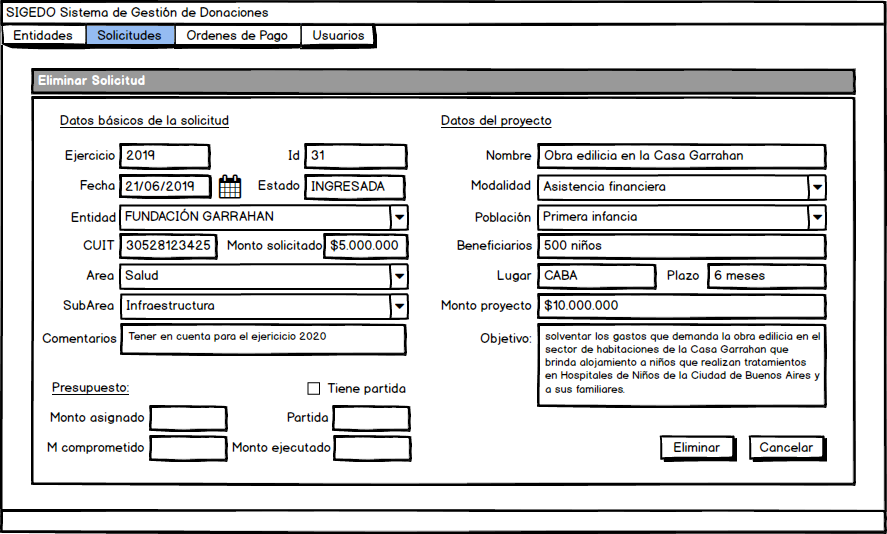 SIGEDO Sistema de Gestión de Donaciones
Entidades Solicitudes Ordenes de Pago Usuarios
Eliminar Solicitud
Datos básicos de la solicitud
Ejercicio 2019 Id 31
Fecha 21/06/2019 Estado INGRESADA
Entidad FUNDACIÓN GARRAHAN
CUIT 30528123425 Monto solicitado $5.000.000
Area Salud
SubArea Infraestructura
Comentarios Tener en cuenta para el ejericicio 2020
Presupuesto: Tiene partida
Monto asignado Partida
M comprometido Monto ejecutado
Datos del proyecto
Nombre Obra edilicia en la Casa Garrahan
Modalidad Asistencia financiera
Población Primera infancia
Beneficiarios 500 niños
Lugar CABA Plazo 6 meses
Monto proyecto $10.000.000
Objetivo: solventar los gastos que demanda la obra edilicia en el
sector de habitaciones de la Casa Garrahan que
brinda alojamiento a niños que realizan tratamientos
en Hospitales de Niños de la Ciudad de Buenos Aires y
a sus familiares.
Eliminar Cancelar